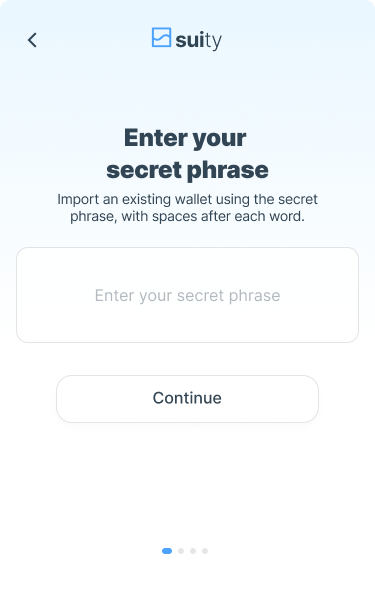 suity
Enter your
secret phrase
Import an existing wallet using the secret
phrase, with spaces after each word.
Enter your secret phrase
Continue